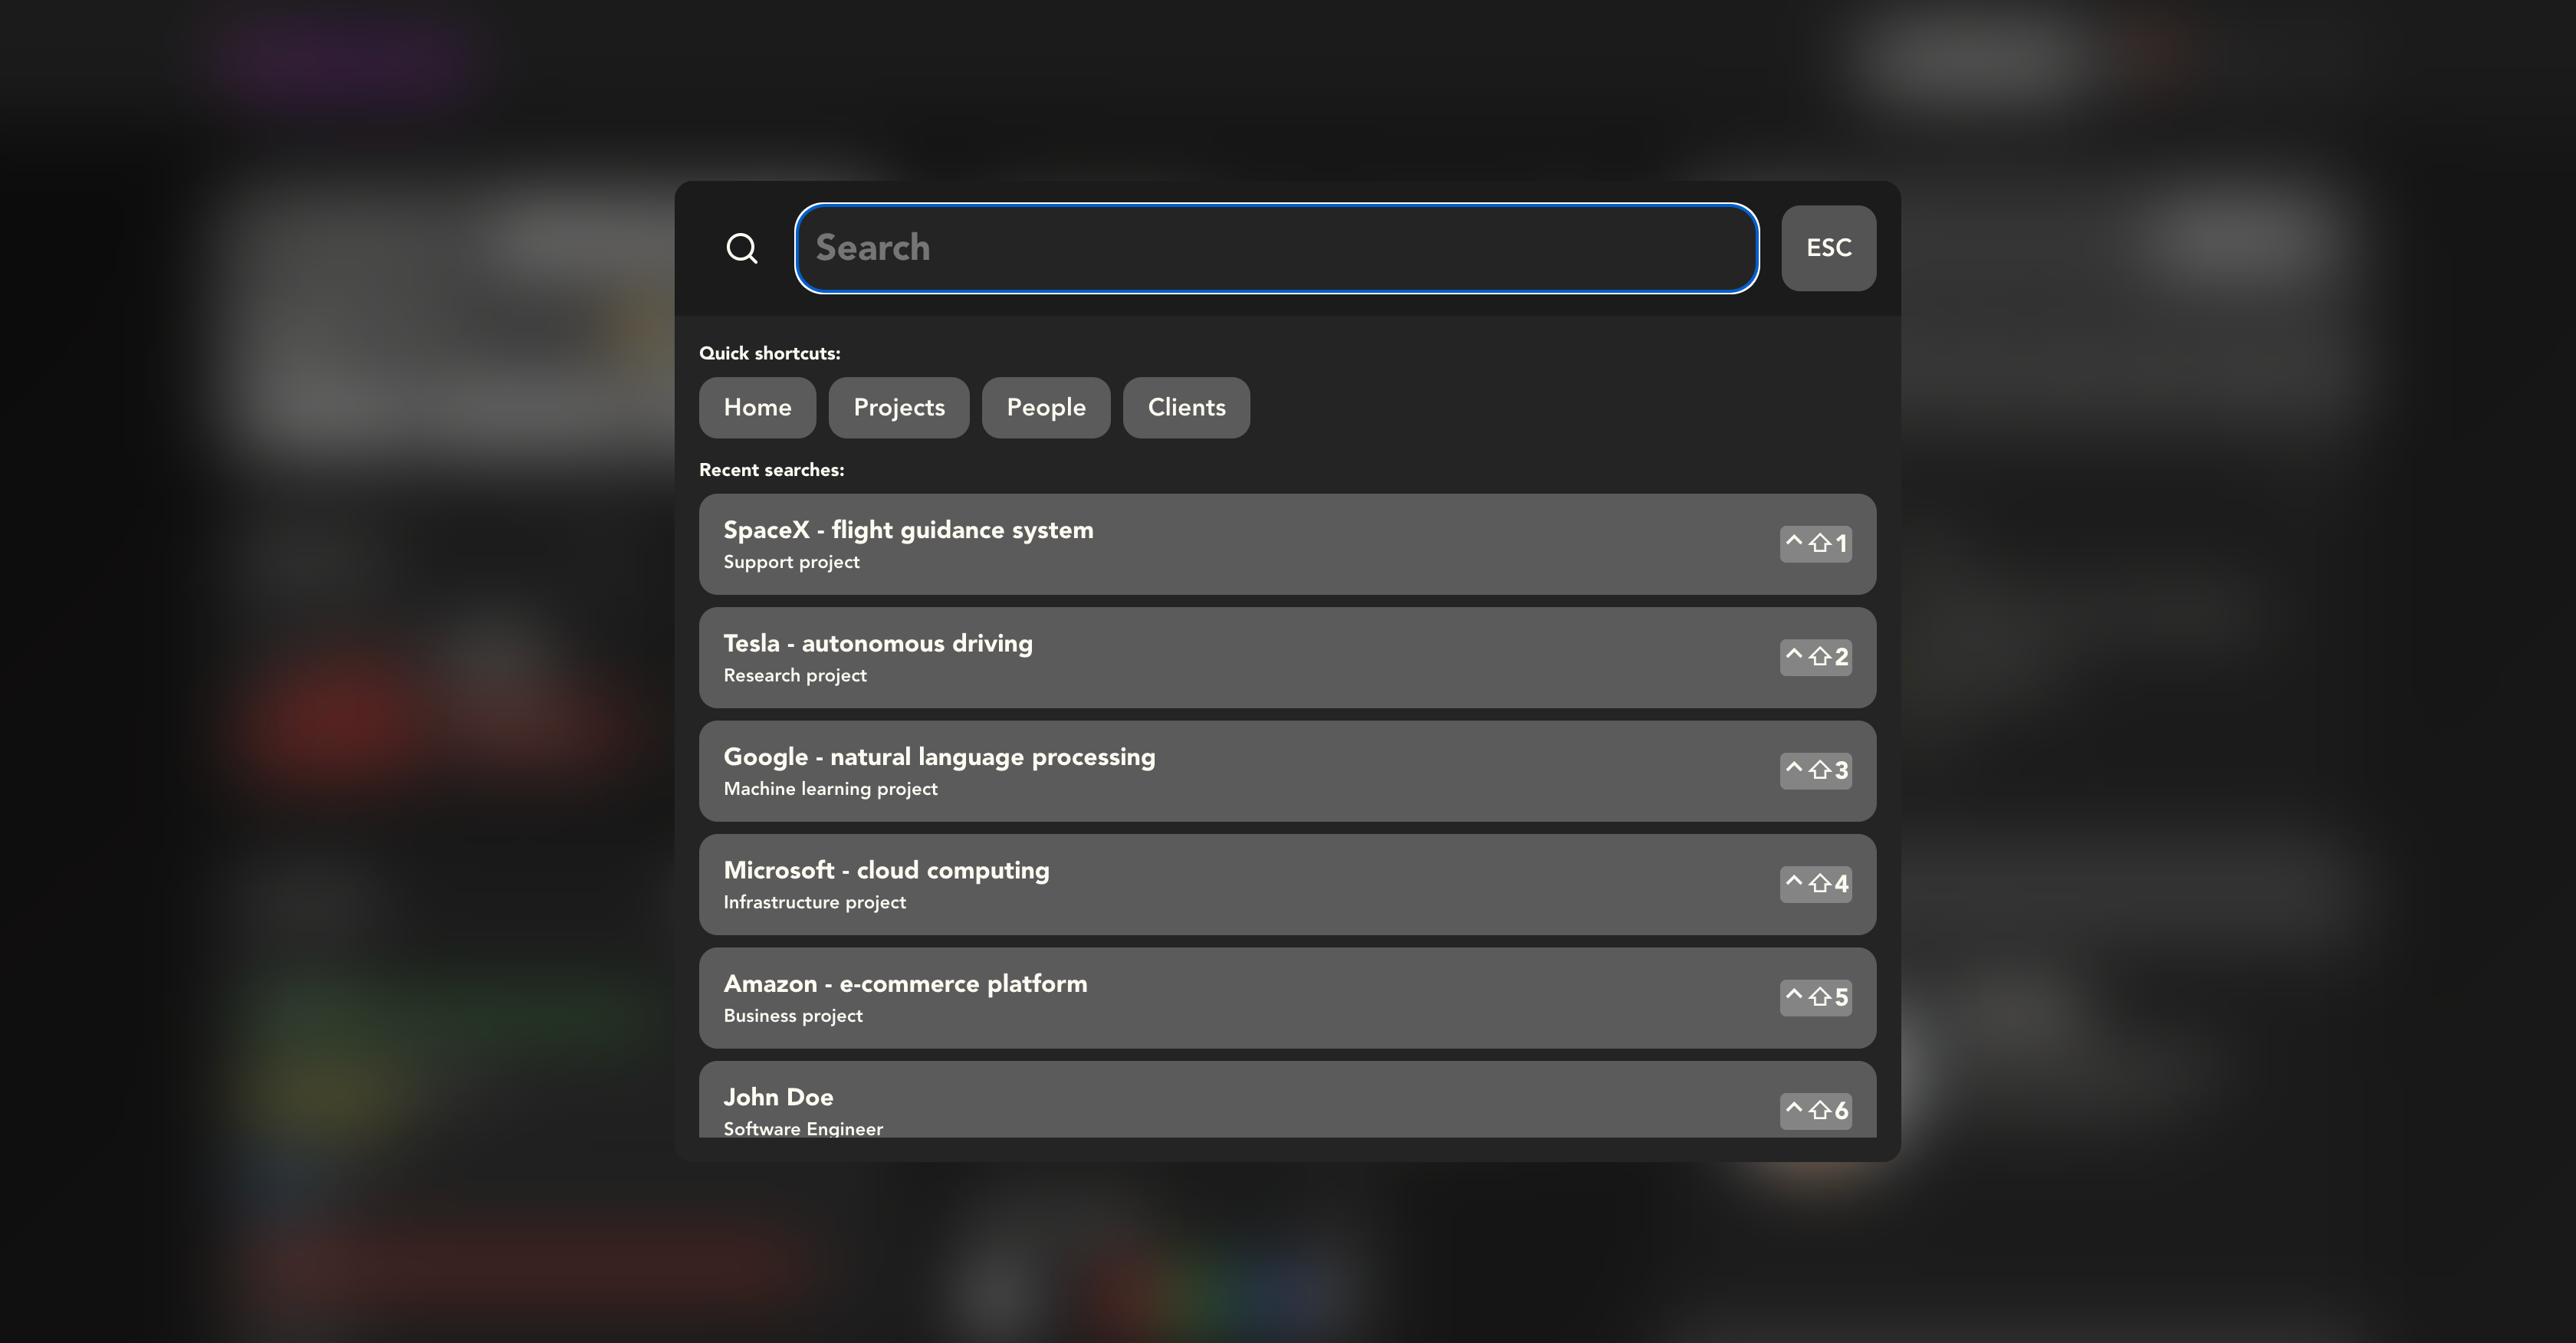 Search
ESC
Quick shortcuts:
Home Projects People Clients
Recent searches:
SpaceX - flight guidance system
Support project
^⇧1
Tesla - autonomous driving
Research project
^⇧2
Google - natural language processing
Machine learning project
^⇧3
Microsoft - cloud computing
Infrastructure project
^⇧4
Amazon - e-commerce platform
Business project
^⇧5
John Doe
Software Engineer
^⇧6